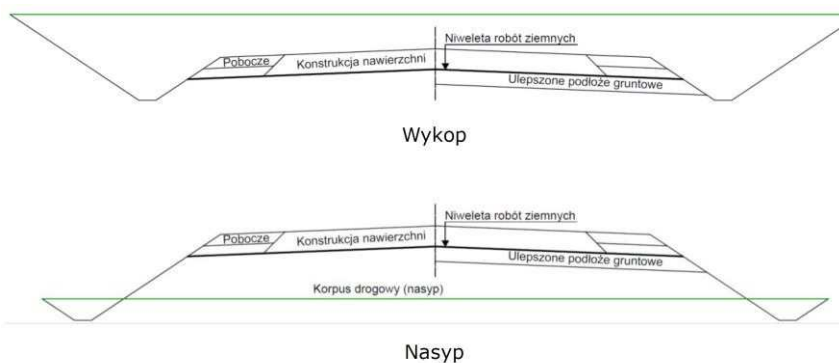 Niweleta robót ziemnych
Pobocze
Konstrukcja nawierzchni
Ulepszone podłoże gruntowe
Wykop
Niweleta robót ziemnych
Pobocze
Konstrukcja nawierzchni
Ulepszone podłoże gruntowe
Korpus drogowy (nasyp)
Nasyp